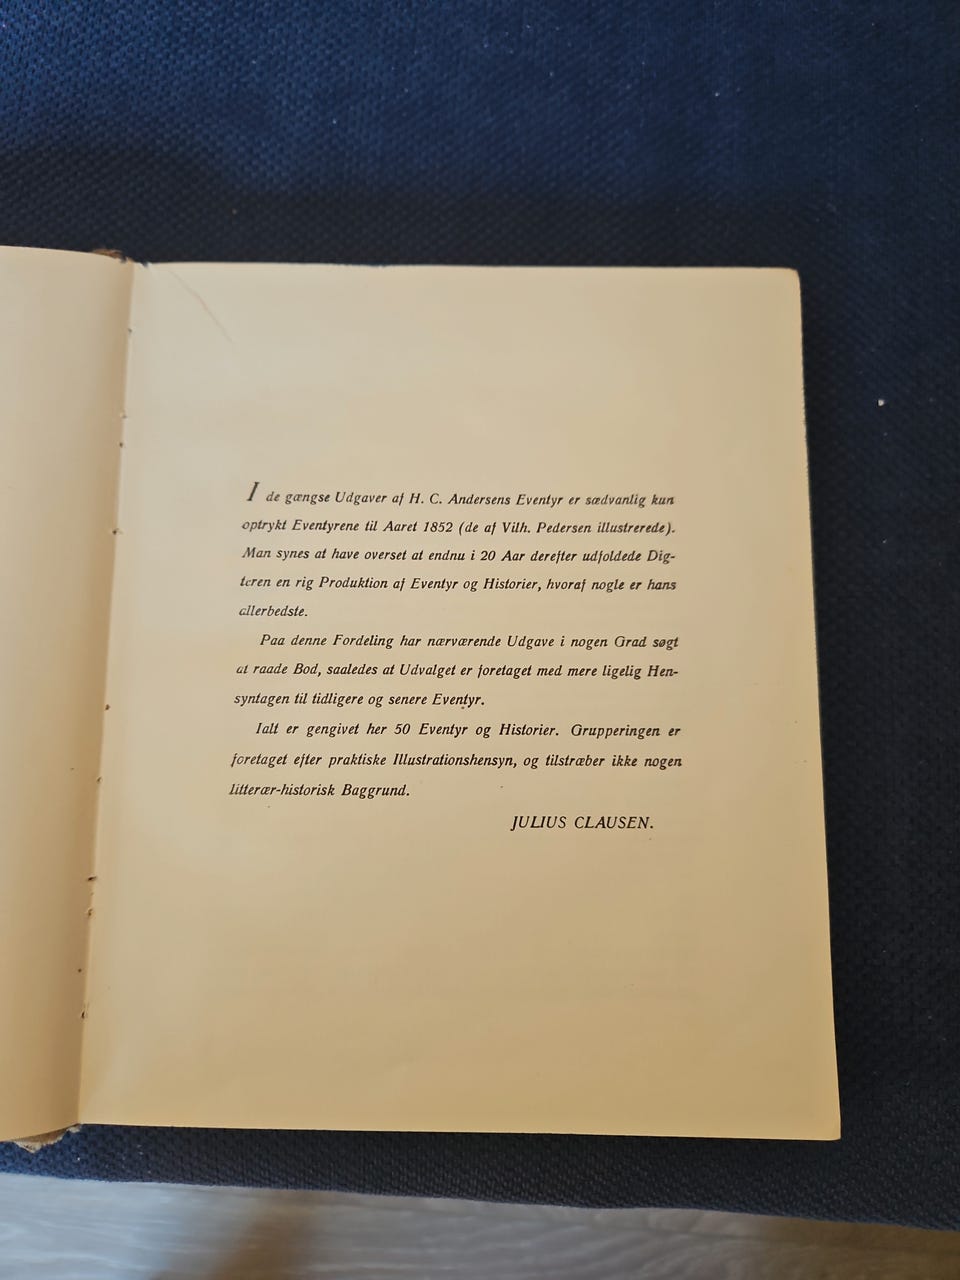 I de gængse Udgaver af H. C. Andersens Eventyr er sædvanlig kun
optrykt Eventyrene til Aaret 1852 (de af Vilh. Pedersen illustrerede).
Man synes at have overset at endnu i 20 Aar derefter udfoldede Dig-
teren en rig Produktion af Eventyr og Historier, hvoraf nogle er hans
allerbedste.
Paa denne Fordeling har nærværende Udgave i nogen Grad søgt
at raade Bod, saaledes at Udvalget er foretaget med mere ligelig Hen-
syntagen til tidligere og senere Eventyr.
Ialt er gengivet her 50 Eventyr og Historier. Grupperingen er
foretaget efter praktiske Illustrationshensyn, og tilstræber ikke nogen
litterær-historisk Baggrund.
JULIUS CLAUSEN.